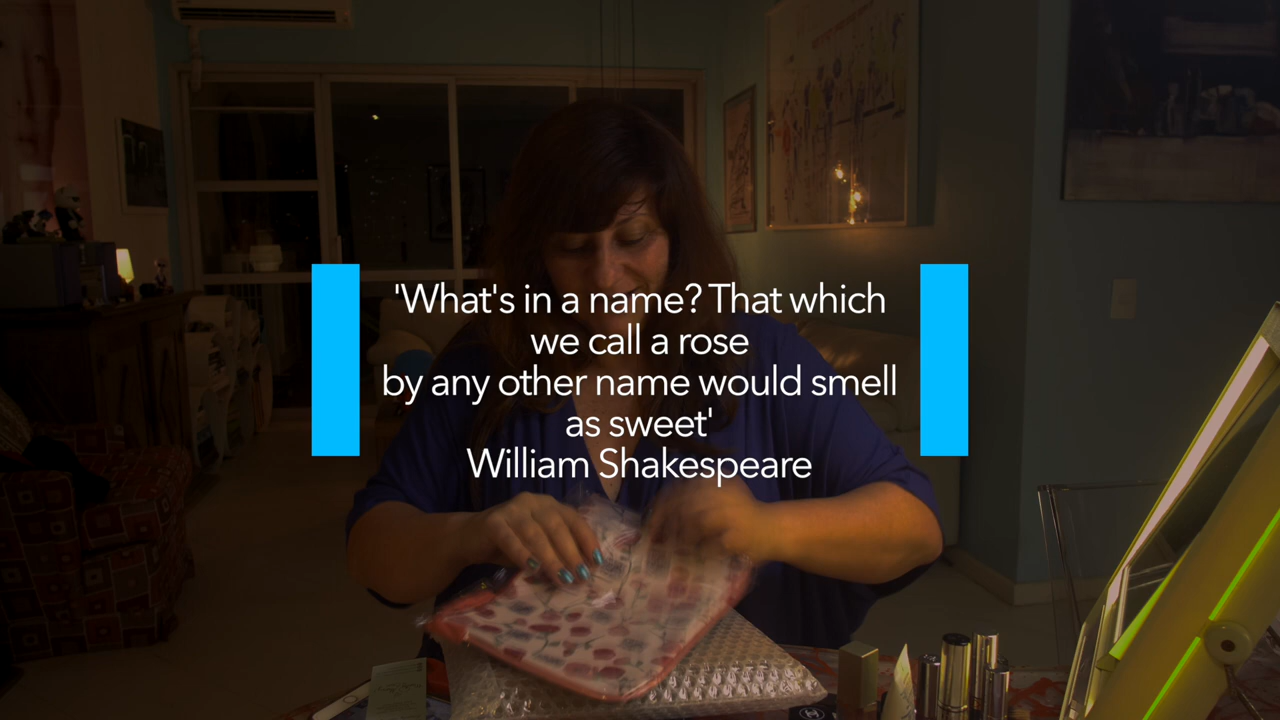 'What's in a name? That which
we call a rose
by any other name would smell
as sweet'
William Shakespeare